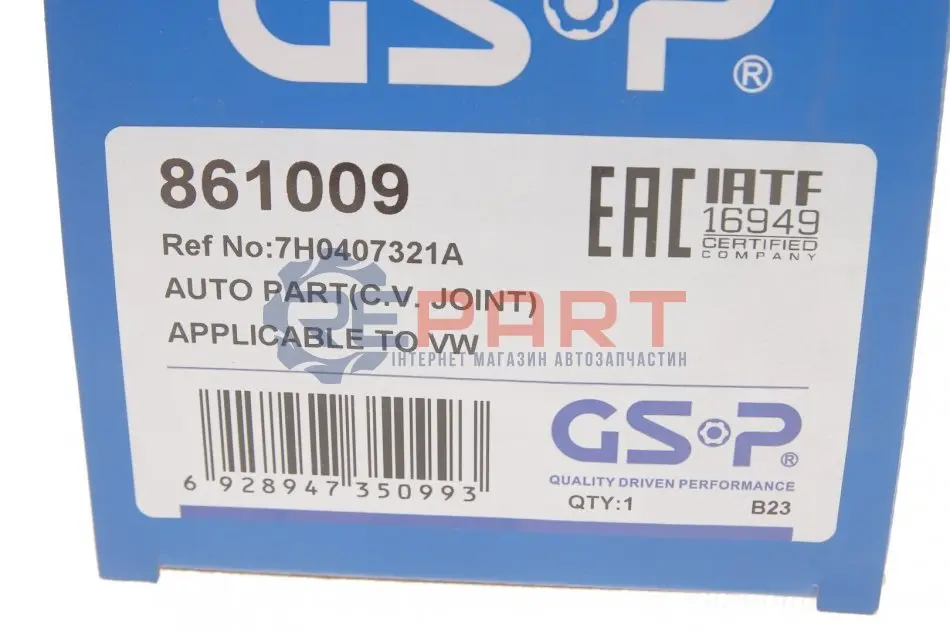 GSP®
861009
Ref No:7H0407321A
AUTO PART(C.V. JOINT)
APPLICABLE TO VW
EAC
IATF
16949
CERTIFIED
COMPANY
REPART
ІНТЕРНЕТ МАГАЗИН АВТОЗАПЧАСТИН
6 928947 350993
GSP®
QUALITY DRIVEN PERFORMANCE
QTY:1
B23